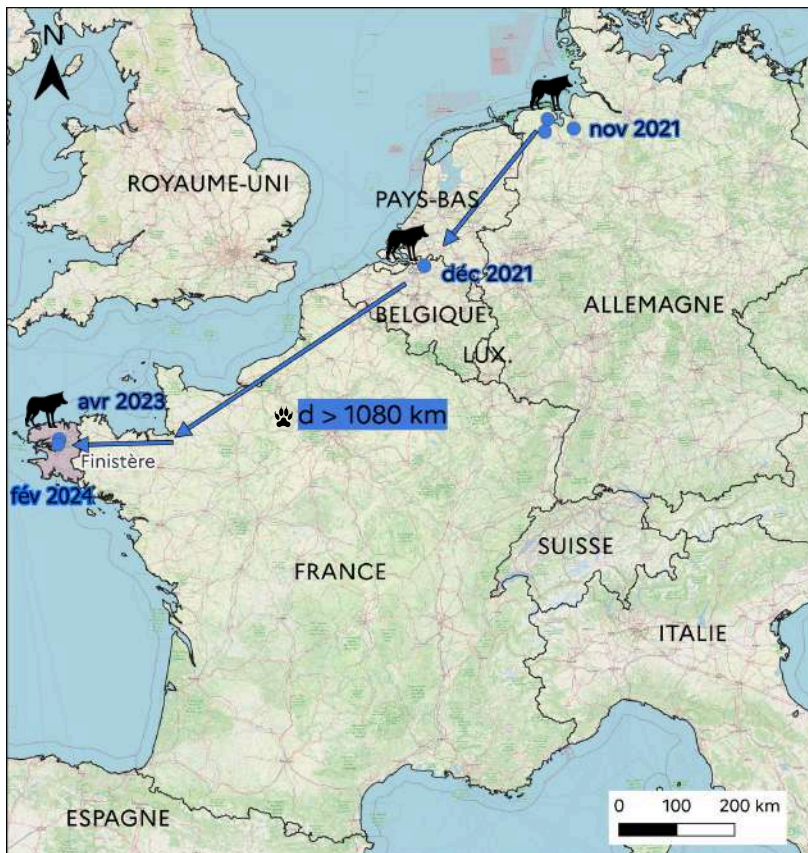 N
nov 2021
ROYAUME-UNI
PAYS-BAS
déc 2021
ALLEMAGNE
BELGIQUE
LUX.
avr 2023
d > 1080 km
Finistère
fév 2024
SUISSE
FRANCE
ITALIE
0 100 200 km
ESPAGNE